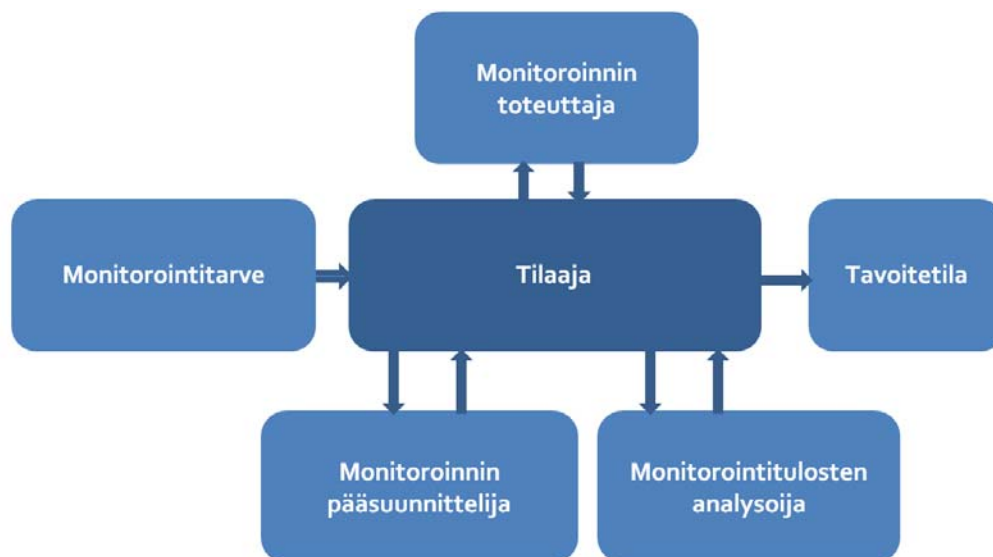 Monitoroinnin
toteuttaja
Monitorointitarve
Tilaaja
Tavoitetila
Monitoroinnin
pääsuunnittelija
Monitorointitulosten
analysoija